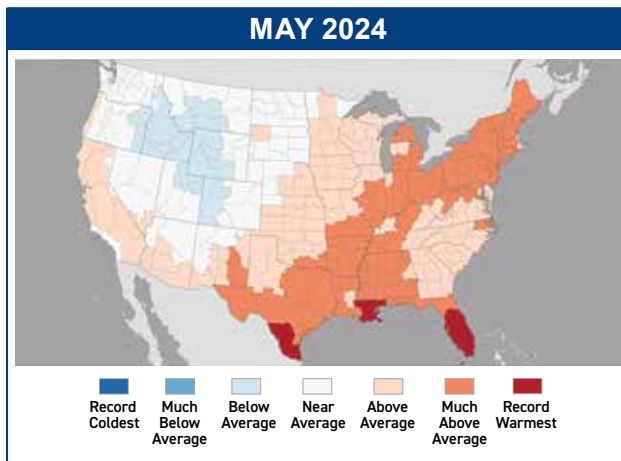 MAY 2024
Record Coldest
Much Below Average
Below Average
Near Average
Above Average
Much Above Average
Record Warmest